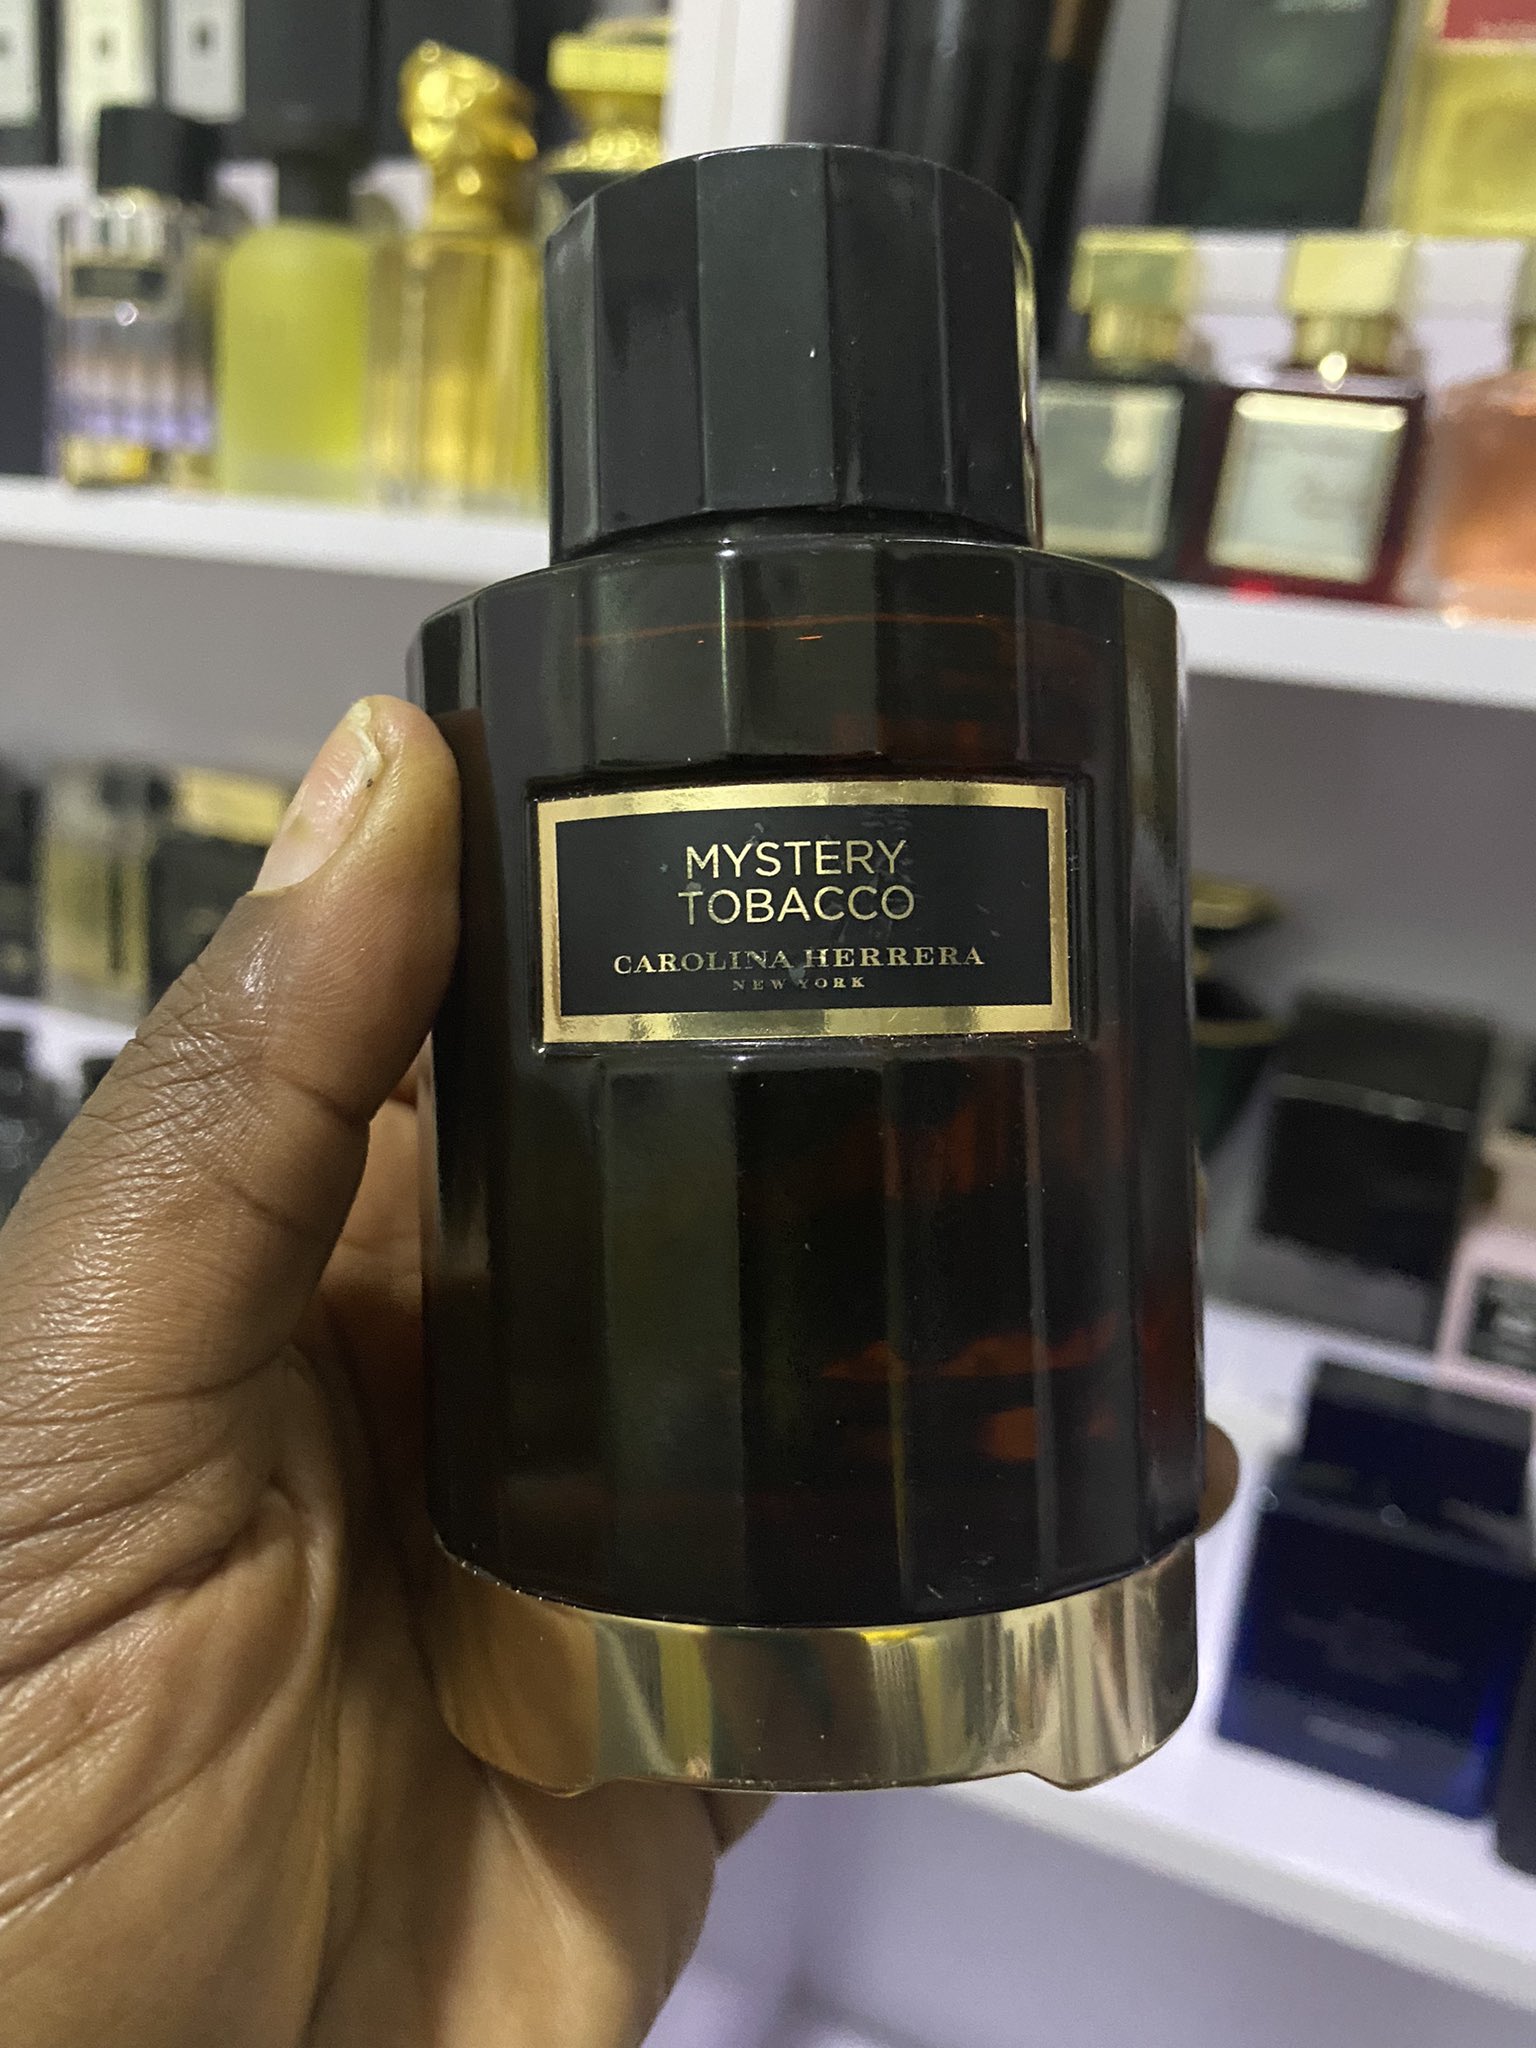 MYSTERY
TOBACCO
CAROLINA HERRERA
NEW YORK